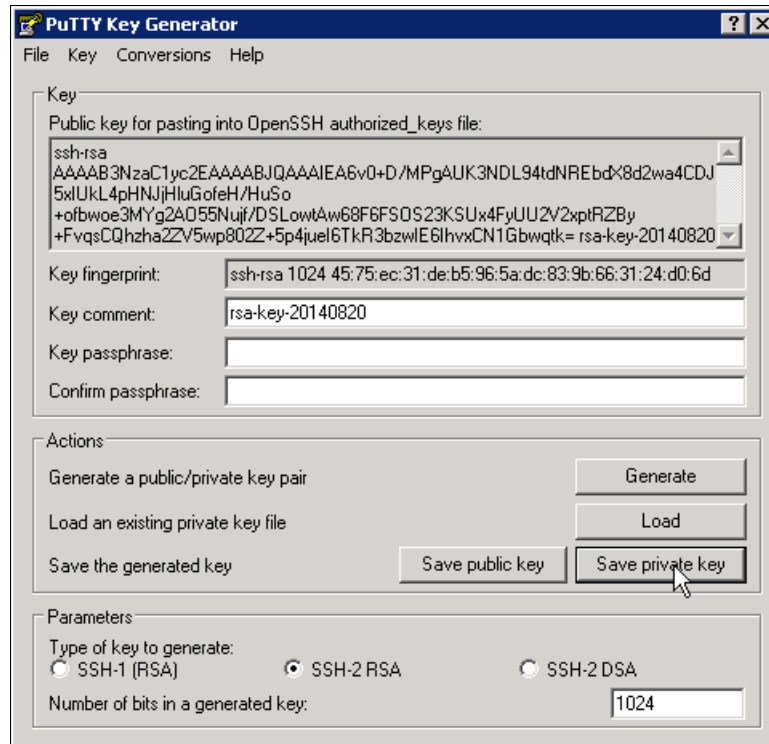 PuTTY Key Generator
File Key Conversions Help
Key
Public key for pasting into OpenSSH authorized_keys file:
ssh-rsa
AAAAB3NzaC1yc2EAAAABJQAAAIEA6v0+D/MPgAUK3NDL94tdNREbdX8d2wa4CDJ
5xIUkL4pHNJjHIuGofeH/HuSo
+ofbwoe3MYg2AO55Nujf/DSLowtAw68F6FSOS23KSUx4FyUU2V2xptRZBy
+FvqsCQhzha2ZV5wp802Z+5p4jueI6TkR3bzwIE6IhvxCN1Gbwqtk= rsa-key-20140820
Key fingerprint: ssh-rsa 1024 45:75:ec:31:de:b5:96:5a:dc:83:9b:66:31:24:d0:6d
Key comment: rsa-key-20140820
Key passphrase:
Confirm passphrase:
Actions
Generate a public/private key pair Generate
Load an existing private key file Load
Save the generated key Save public key Save private key
Parameters
Type of key to generate:
SSH-1 (RSA) SSH-2 RSA SSH-2 DSA
Number of bits in a generated key: 1024